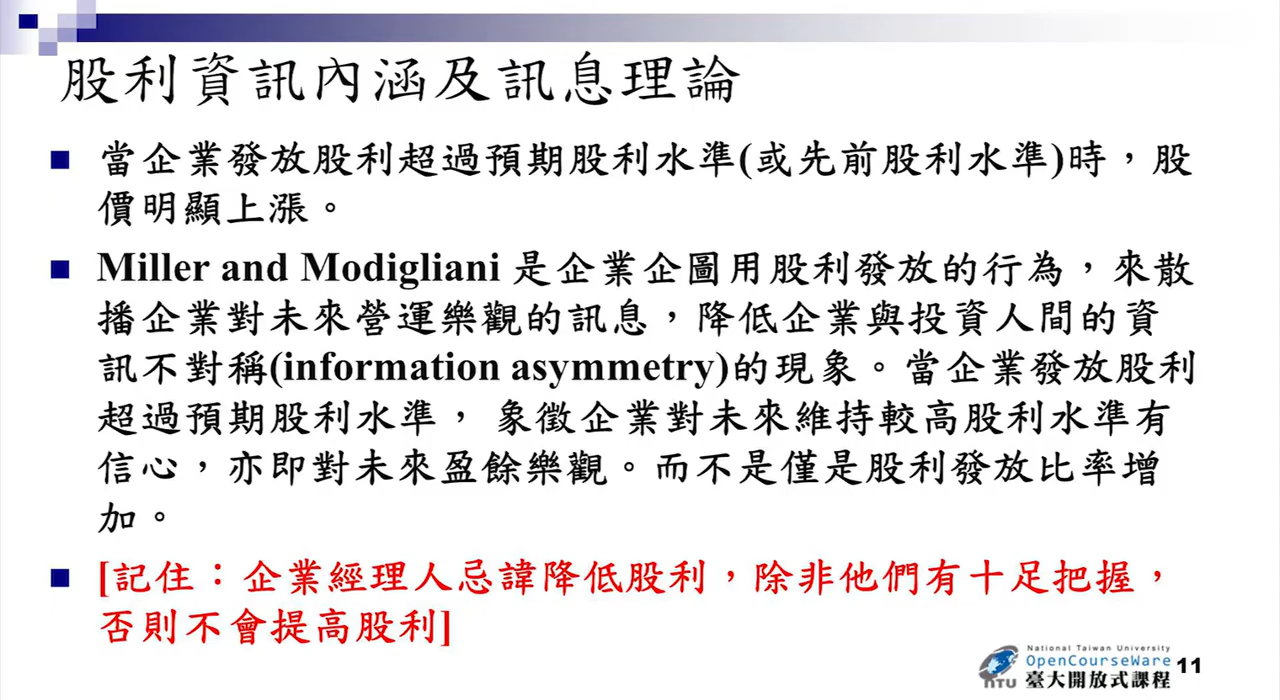 股利資訊內涵及訊息理論
當企業發放股利超過預期股利水準(或先前股利水準)時，股
價明顯上漲。
Miller and Modigliani 是企業企圖用股利發放的行為，來散
播企業對未來營運樂觀的訊息，降低企業與投資人間的資
訊不對稱(information asymmetry)的現象。當企業發放股利
超過預期股利水準， 象徵企業對未來維持較高股利水準有
信心，亦即對未來盈餘樂觀。而不是僅是股利發放比率增
加。
[記住：企業經理人忌諱降低股利，除非他們有十足把握，
否則不會提高股利]
National Taiwan University
OpenCourseWare
NTU 臺大開放式課程
11